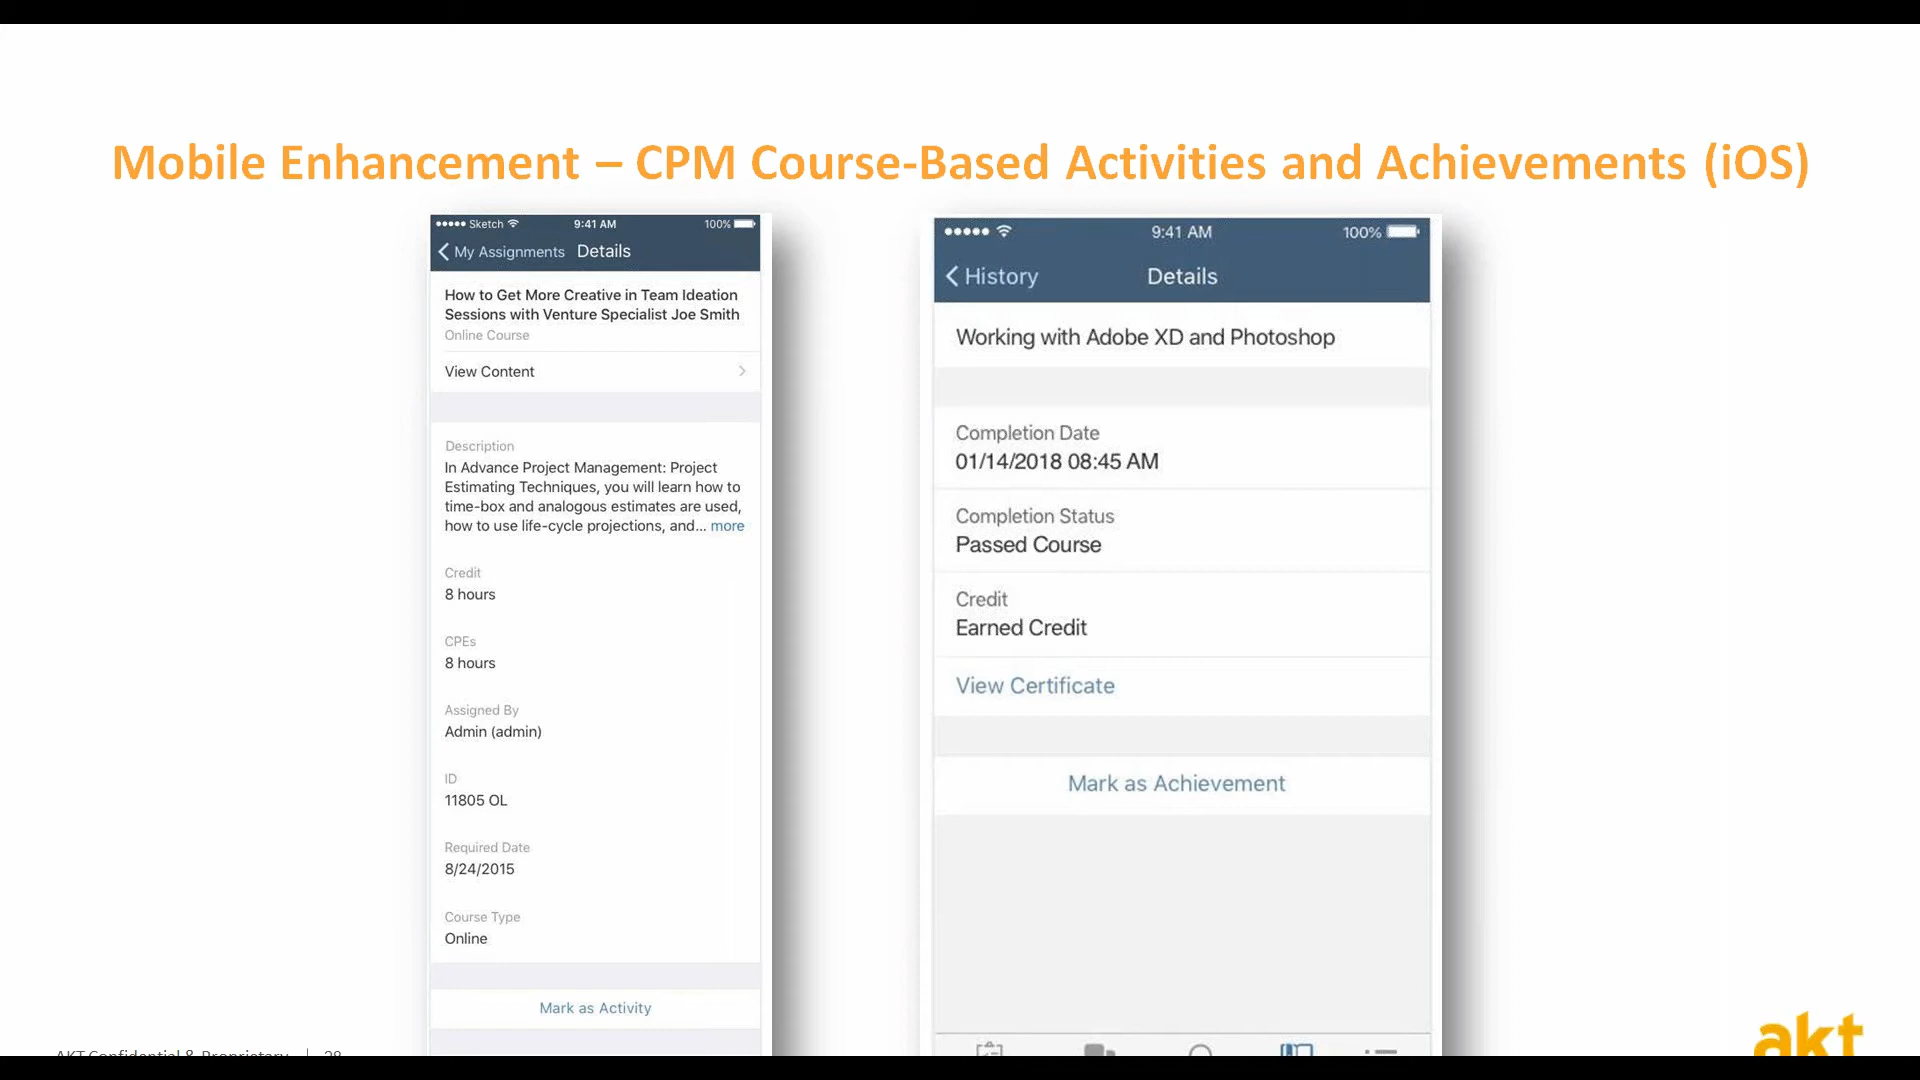 Mobile Enhancement – CPM Course-Based Activities and Achievements (iOS)
Sketch 9:41 AM 100%
My Assignments Details
How to Get More Creative in Team Ideation
Sessions with Venture Specialist Joe Smith
Online Course
View Content
Description
In Advance Project Management: Project
Estimating Techniques, you will learn how to
time-box and analogous estimates are used,
how to use life-cycle projections, and... more
Credit
8 hours
CPEs
8 hours
Assigned By
Admin (admin)
ID
11805 OL
Required Date
8/24/2015
Course Type
Online
Mark as Activity
9:41 AM 100%
History Details
Working with Adobe XD and Photoshop
Completion Date
01/14/2018 08:45 AM
Completion Status
Passed Course
Credit
Earned Credit
View Certificate
Mark as Achievement
AKT Confidential & Proprietary | 28
akt